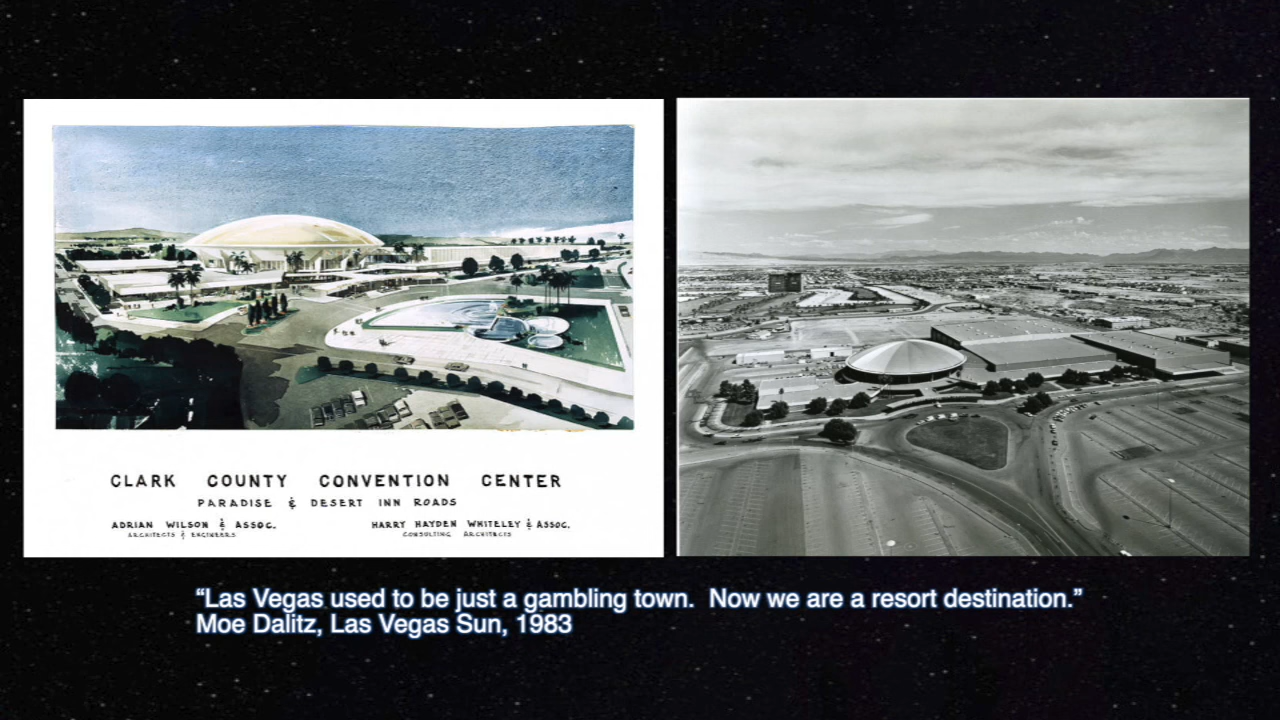 CLARK COUNTY CONVENTION CENTER
PARADISE & DESERT INN ROADS
ADRIAN WILSON & ASSOC.
ARCHITECTS & ENGINEERS
HARRY HAYDEN WHITELEY & ASSOC.
CONSULTING ARCHITECTS
“Las Vegas used to be just a gambling town.  Now we are a resort destination.”
Moe Dalitz, Las Vegas Sun, 1983